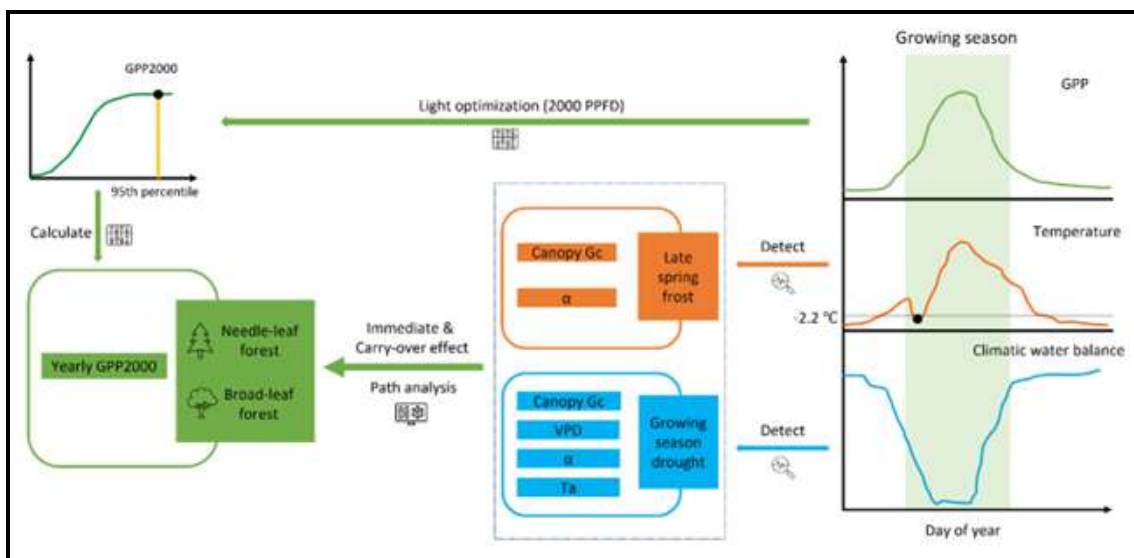 Growing season
GPP
GPP2000
Light optimization (2000 PPFD)
95th percentile
Calculate
Temperature
Canopy Gc
α
Late
spring
frost
Detect
-2.2 ℃
Needle-leaf
forest
Yearly GPP2000
Broad-leaf
forest
Immediate &
Carry-over effect
Path analysis
Climatic water balance
Canopy Gc
VPD
α
Ta
Growing
season
drought
Detect
Day of year